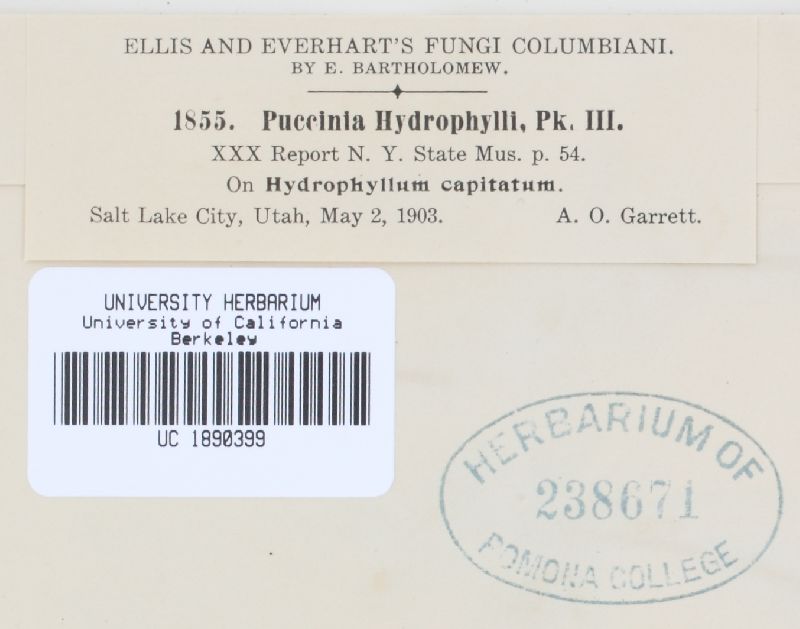 ELLIS AND EVERHART'S FUNGI COLUMBIANI.
BY E. BARTHOLOMEW.
1855. Puccinia Hydrophylli, Pk. III.
XXX Report N. Y. State Mus. p. 54.
On Hydrophyllum capitatum.
Salt Lake City, Utah, May 2, 1903. A. O. Garrett.
UNIVERSITY HERBARIUM
University of California
Berkeley
UC 1890399
HERBARIUM OF
238671
POMONA COLLEGE